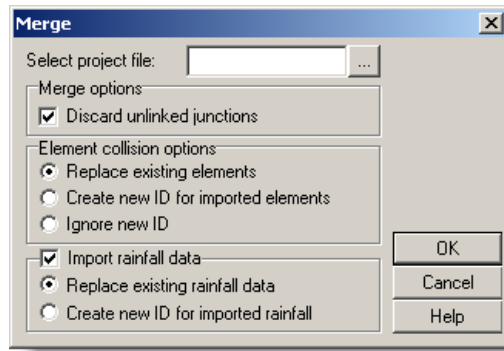 Merge
Select project file:
...
Merge options
Discard unlinked junctions
Element collision options
Replace existing elements
Create new ID for imported elements
Ignore new ID
Import rainfall data
Replace existing rainfall data
Create new ID for imported rainfall
OK
Cancel
Help